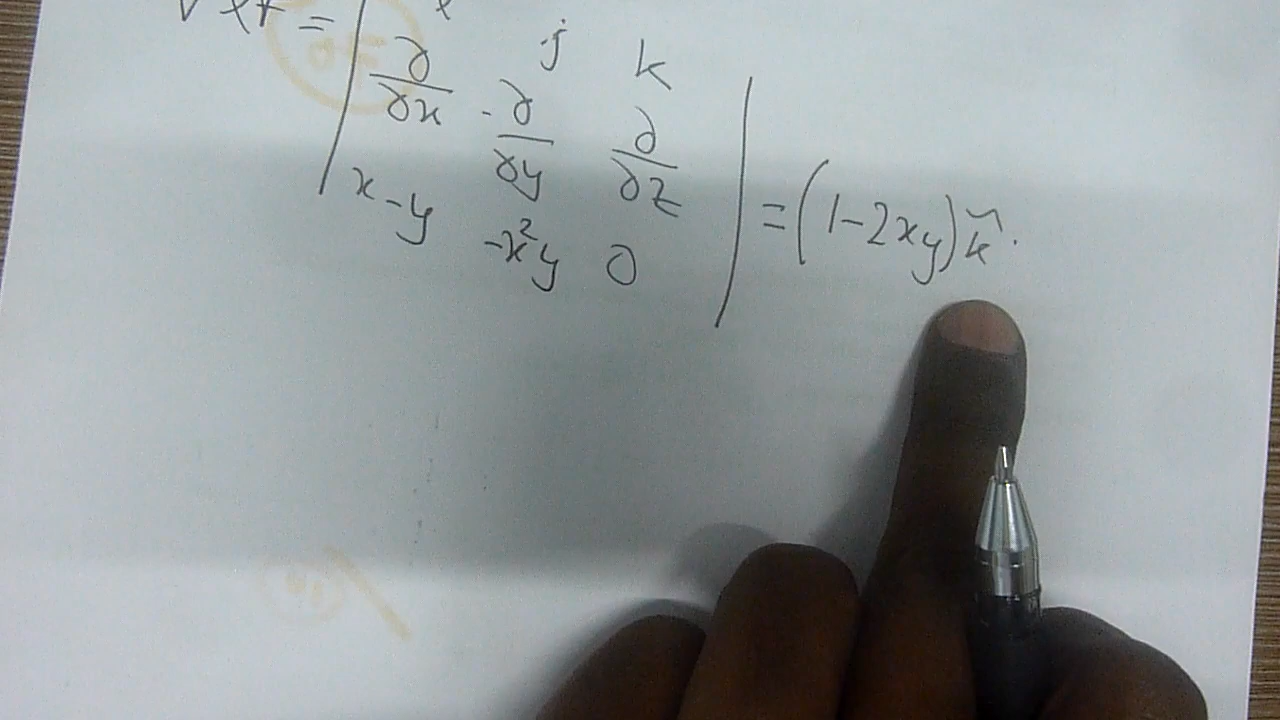 = | i j k
∂/∂x ∂/∂y ∂/∂z
x-y -x²y 0 | = (1-2xy)k̂.